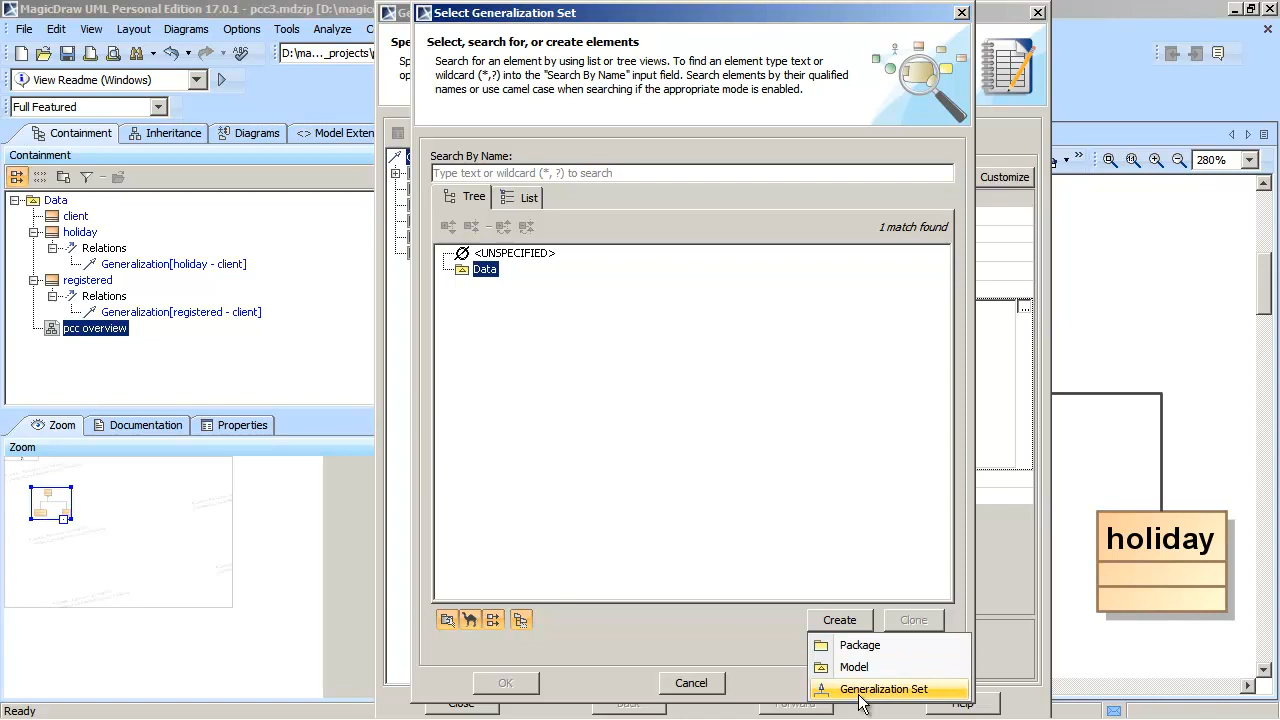 MagicDraw UML Personal Edition 17.0.1 - pcc3.mdzip [D:\magic
File Edit View Layout Diagrams Options Tools Analyze
D:\ma..._projects\
View Readme (Windows)
Full Featured
Containment Inheritance Diagrams <> Model Exten
Containment
Data
client
holiday
Relations
Generalization[holiday - client]
registered
Relations
Generalization[registered - client]
pcc overview
Zoom Documentation Properties
Zoom
Ready
Select Generalization Set
Select, search for, or create elements
Search for an element by using list or tree views. To find an element type text or
wildcard (*,?) into the "Search By Name" input field. Search elements by their qualified
names or use camel case when searching if the appropriate mode is enabled.
Search By Name:
Type text or wildcard (*, ?) to search
Tree List
1 match found
<UNSPECIFIED>
Data
Create Clone
Package
Model
Generalization Set
OK Cancel
Close Back Forward Help
Customize
280%
holiday